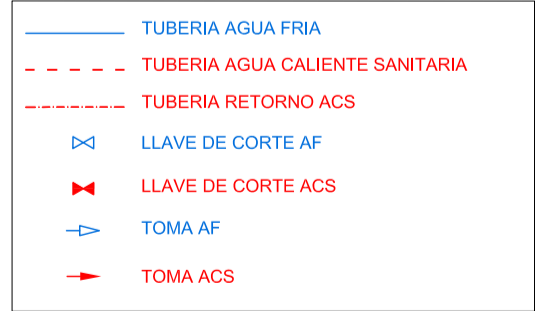 TUBERIA AGUA FRIA
TUBERIA AGUA CALIENTE SANITARIA
TUBERIA RETORNO ACS
LLAVE DE CORTE AF
LLAVE DE CORTE ACS
TOMA AF
TOMA ACS